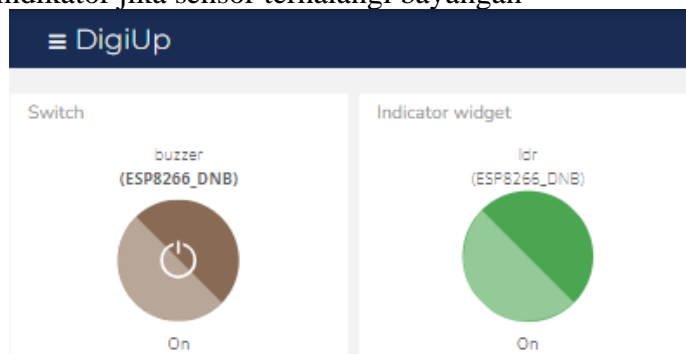 indikator jika sensor terhalangi bayangan
≡ DigiUp
Switch
Indicator widget
buzzer
(ESP8266_DNB)
ldr
(ESP8266_DNB)
On
On